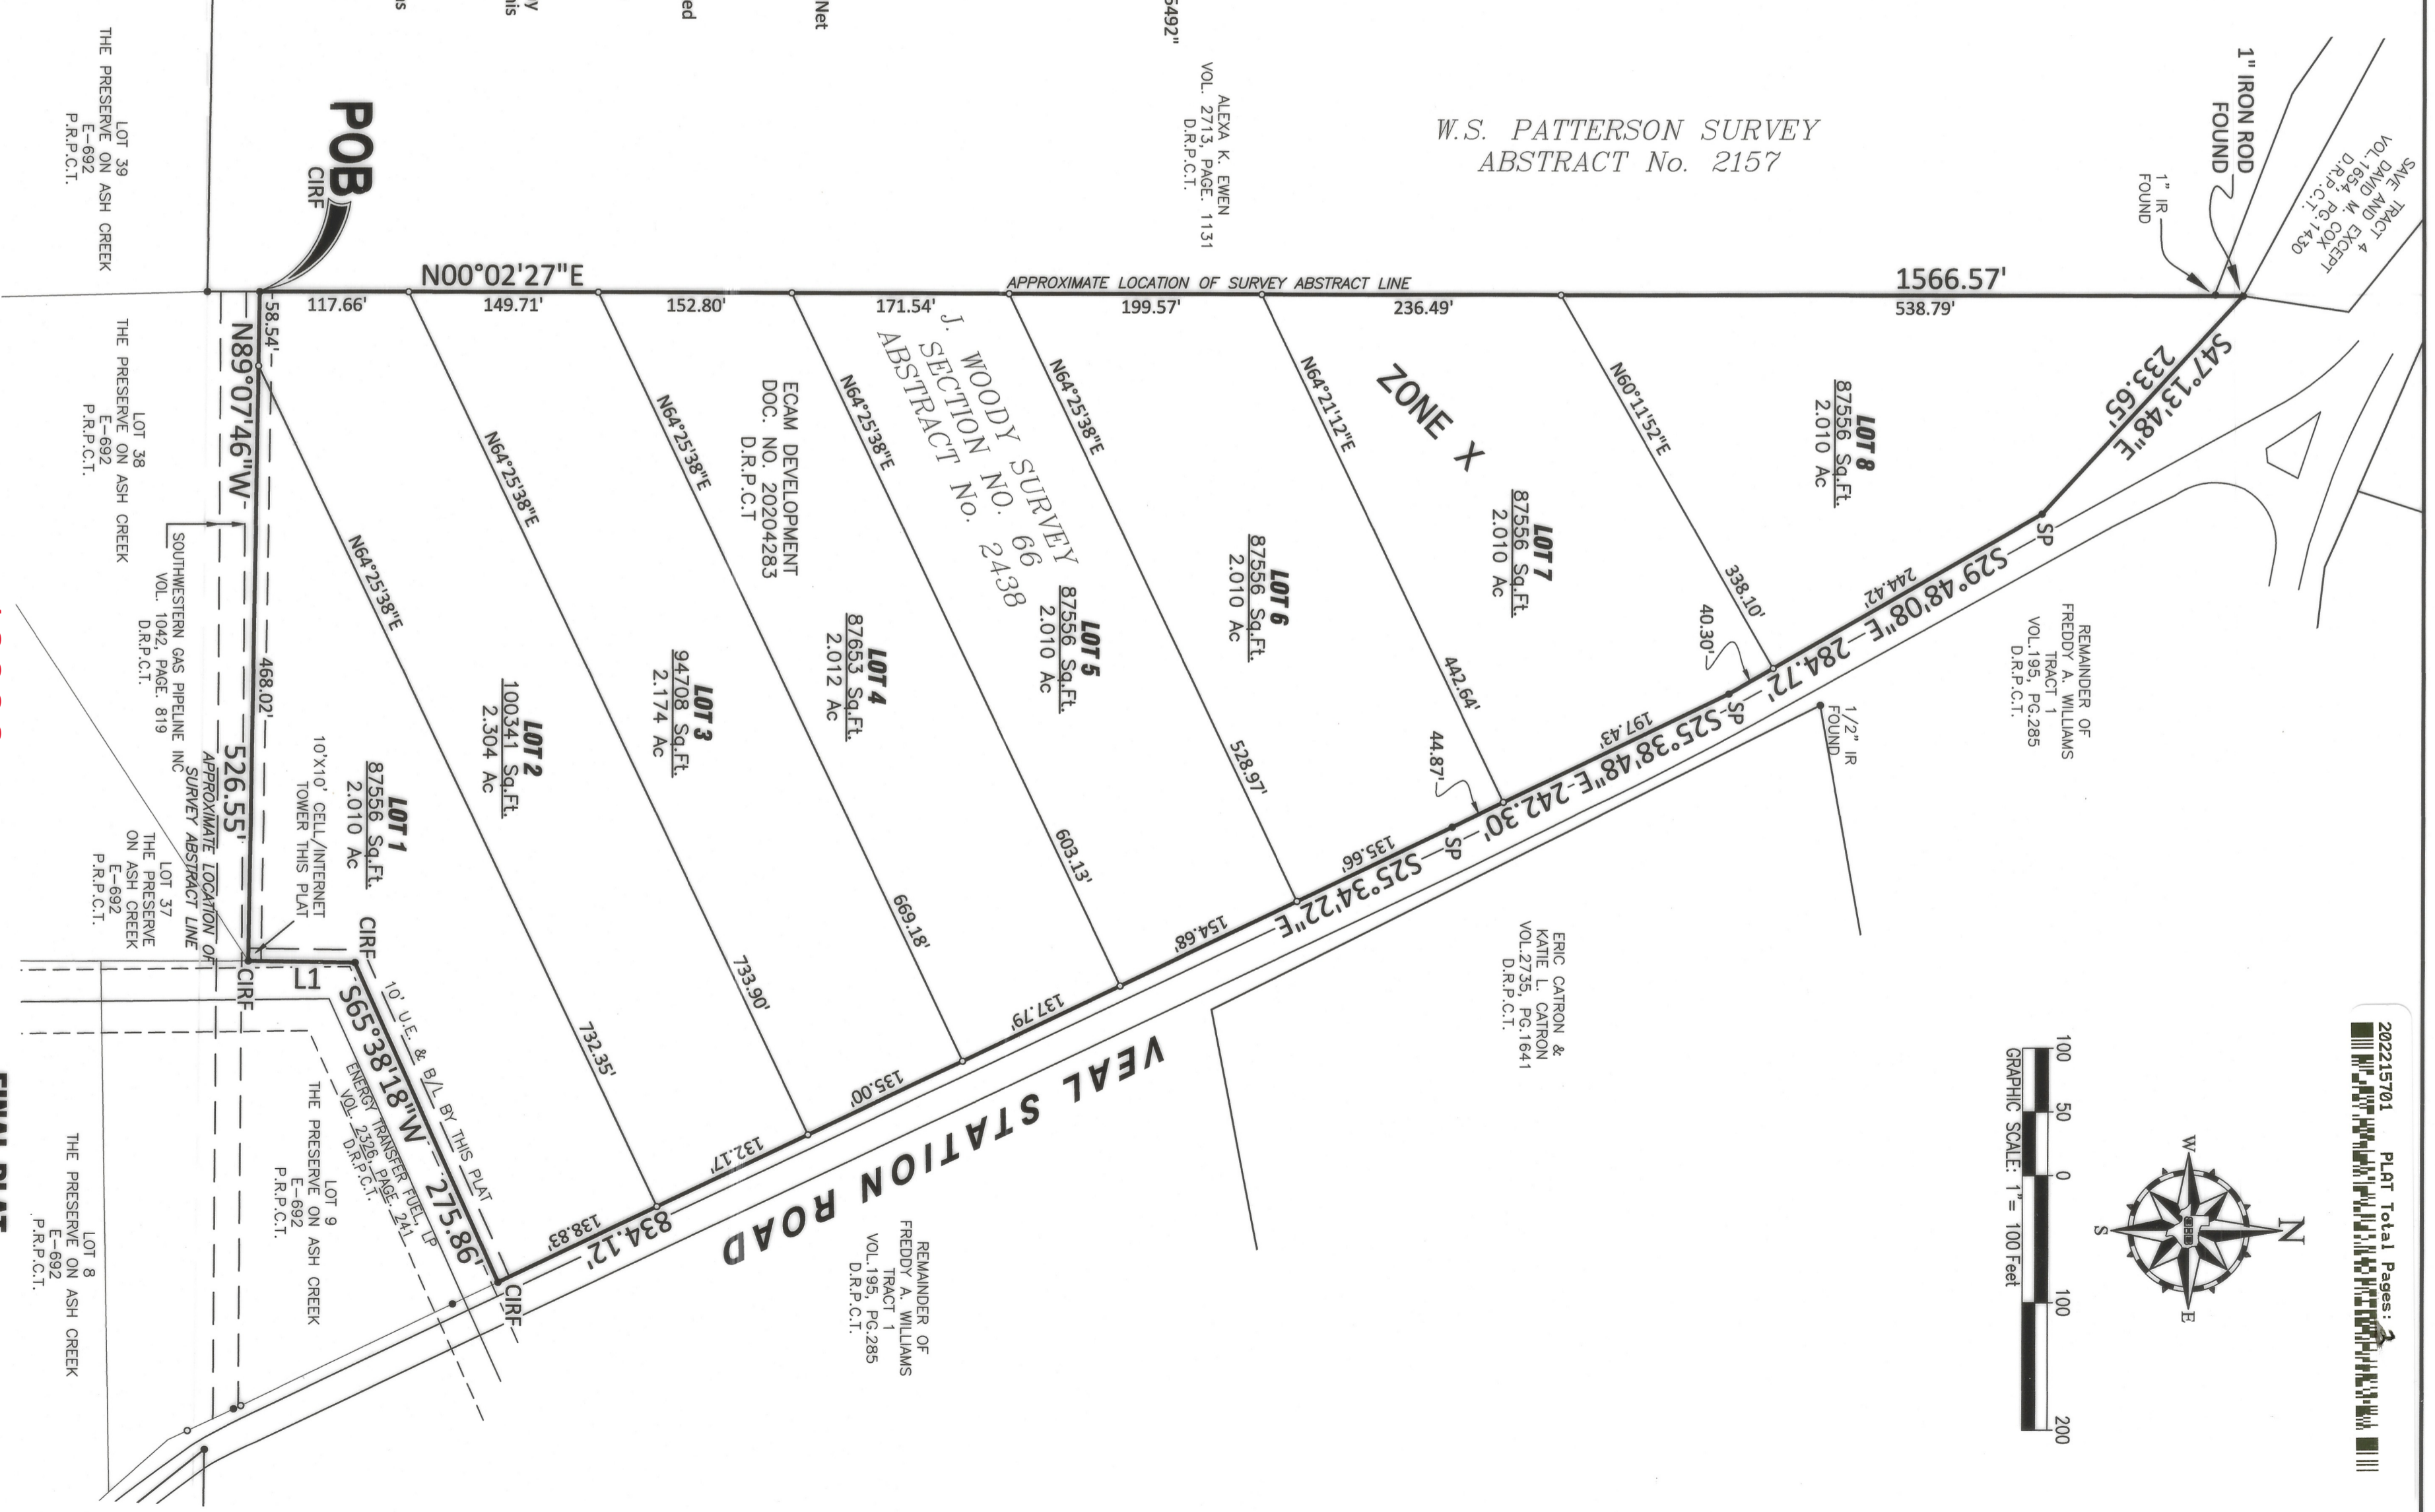 202215701 PLAT Total Pages: 3
N
W
E
S
100 50 0 100 200
GRAPHIC SCALE: 1"= 100 Feet
TRACT 4
SAVE AND EXCEPT
DAVID M. COX
VOL.1654, PG.1430
D.R.P.C.T.
1" IRON ROD
FOUND
1" IR
FOUND
W.S. PATTERSON SURVEY
ABSTRACT No. 2157
ALEXA K. EWEN
VOL. 2713, PAGE. 1131
D.R.P.C.T.
6492"
Net
ed
y
is
s
N00°02'27"E
APPROXIMATE LOCATION OF SURVEY ABSTRACT LINE
1566.57'
117.66'
149.71'
152.80'
171.54'
199.57'
236.49'
538.79'
S47°13'48"E
233.65'
SP
S29°48'08"E
284.72'
244.42'
40.30'
SP
S25°38'48"E
242.30'
197.43'
44.87'
SP
S25°34'22"E
834.12'
135.66'
154.68'
137.79'
135.00'
132.17'
138.83'
1/2" IR
FOUND
REMAINDER OF
FREDDY A. WILLIAMS
TRACT 1
VOL.195, PG.285
D.R.P.C.T.
ERIC CATRON &
KATIE L. CATRON
VOL.2735, PG.1641
D.R.P.C.T.
VEAL STATION ROAD
REMAINDER OF
FREDDY A. WILLIAMS
TRACT 1
VOL.195, PG.285
D.R.P.C.T.
LOT 8
87556 Sq.Ft.
2.010 Ac
N60°11'52"E
338.10'
LOT 7
87556 Sq.Ft.
2.010 Ac
ZONE X
N64°21'12"E
442.64'
LOT 6
87556 Sq.Ft.
2.010 Ac
N64°25'38"E
528.97'
LOT 5
87556 Sq.Ft.
2.010 Ac
J. WOODY SURVEY
SECTION NO. 66
ABSTRACT No. 2438
N64°25'38"E
603.13'
LOT 4
87653 Sq.Ft.
2.012 Ac
ECAM DEVELOPMENT
DOC. NO. 20204283
D.R.P.C.T
N64°25'38"E
669.18'
LOT 3
94708 Sq.Ft.
2.174 Ac
N64°25'38"E
733.90'
LOT 2
100341 Sq.Ft.
2.304 Ac
N64°25'38"E
732.35'
LOT 1
87556 Sq.Ft.
2.010 Ac
10'X10' CELL/INTERNET
TOWER THIS PLAT
POB
CIRF
58.54'
468.02'
N89°07'46"W
526.55'
CIRF
L1
CIRF
S65°38'18"W
275.86'
CIRF
10' U.E. & B/L BY THIS PLAT
ENERGY TRANSFER FUEL, LP
VOL. 2326, PAGE. 241
D.R.P.C.T.
SOUTHWESTERN GAS PIPELINE INC
VOL. 1042, PAGE. 819
D.R.P.C.T.
APPROXIMATE LOCATION OF
SURVEY ABSTRACT LINE
LOT 39
THE PRESERVE ON ASH CREEK
E-692
P.R.P.C.T.
LOT 38
THE PRESERVE ON ASH CREEK
E-692
P.R.P.C.T.
LOT 37
THE PRESERVE
ON ASH CREEK
E-692
P.R.P.C.T.
LOT 9
THE PRESERVE ON ASH CREEK
E-692
P.R.P.C.T.
LOT 8
THE PRESERVE ON ASH CREEK
E-692
P.R.P.C.T.
FINAL PLAT